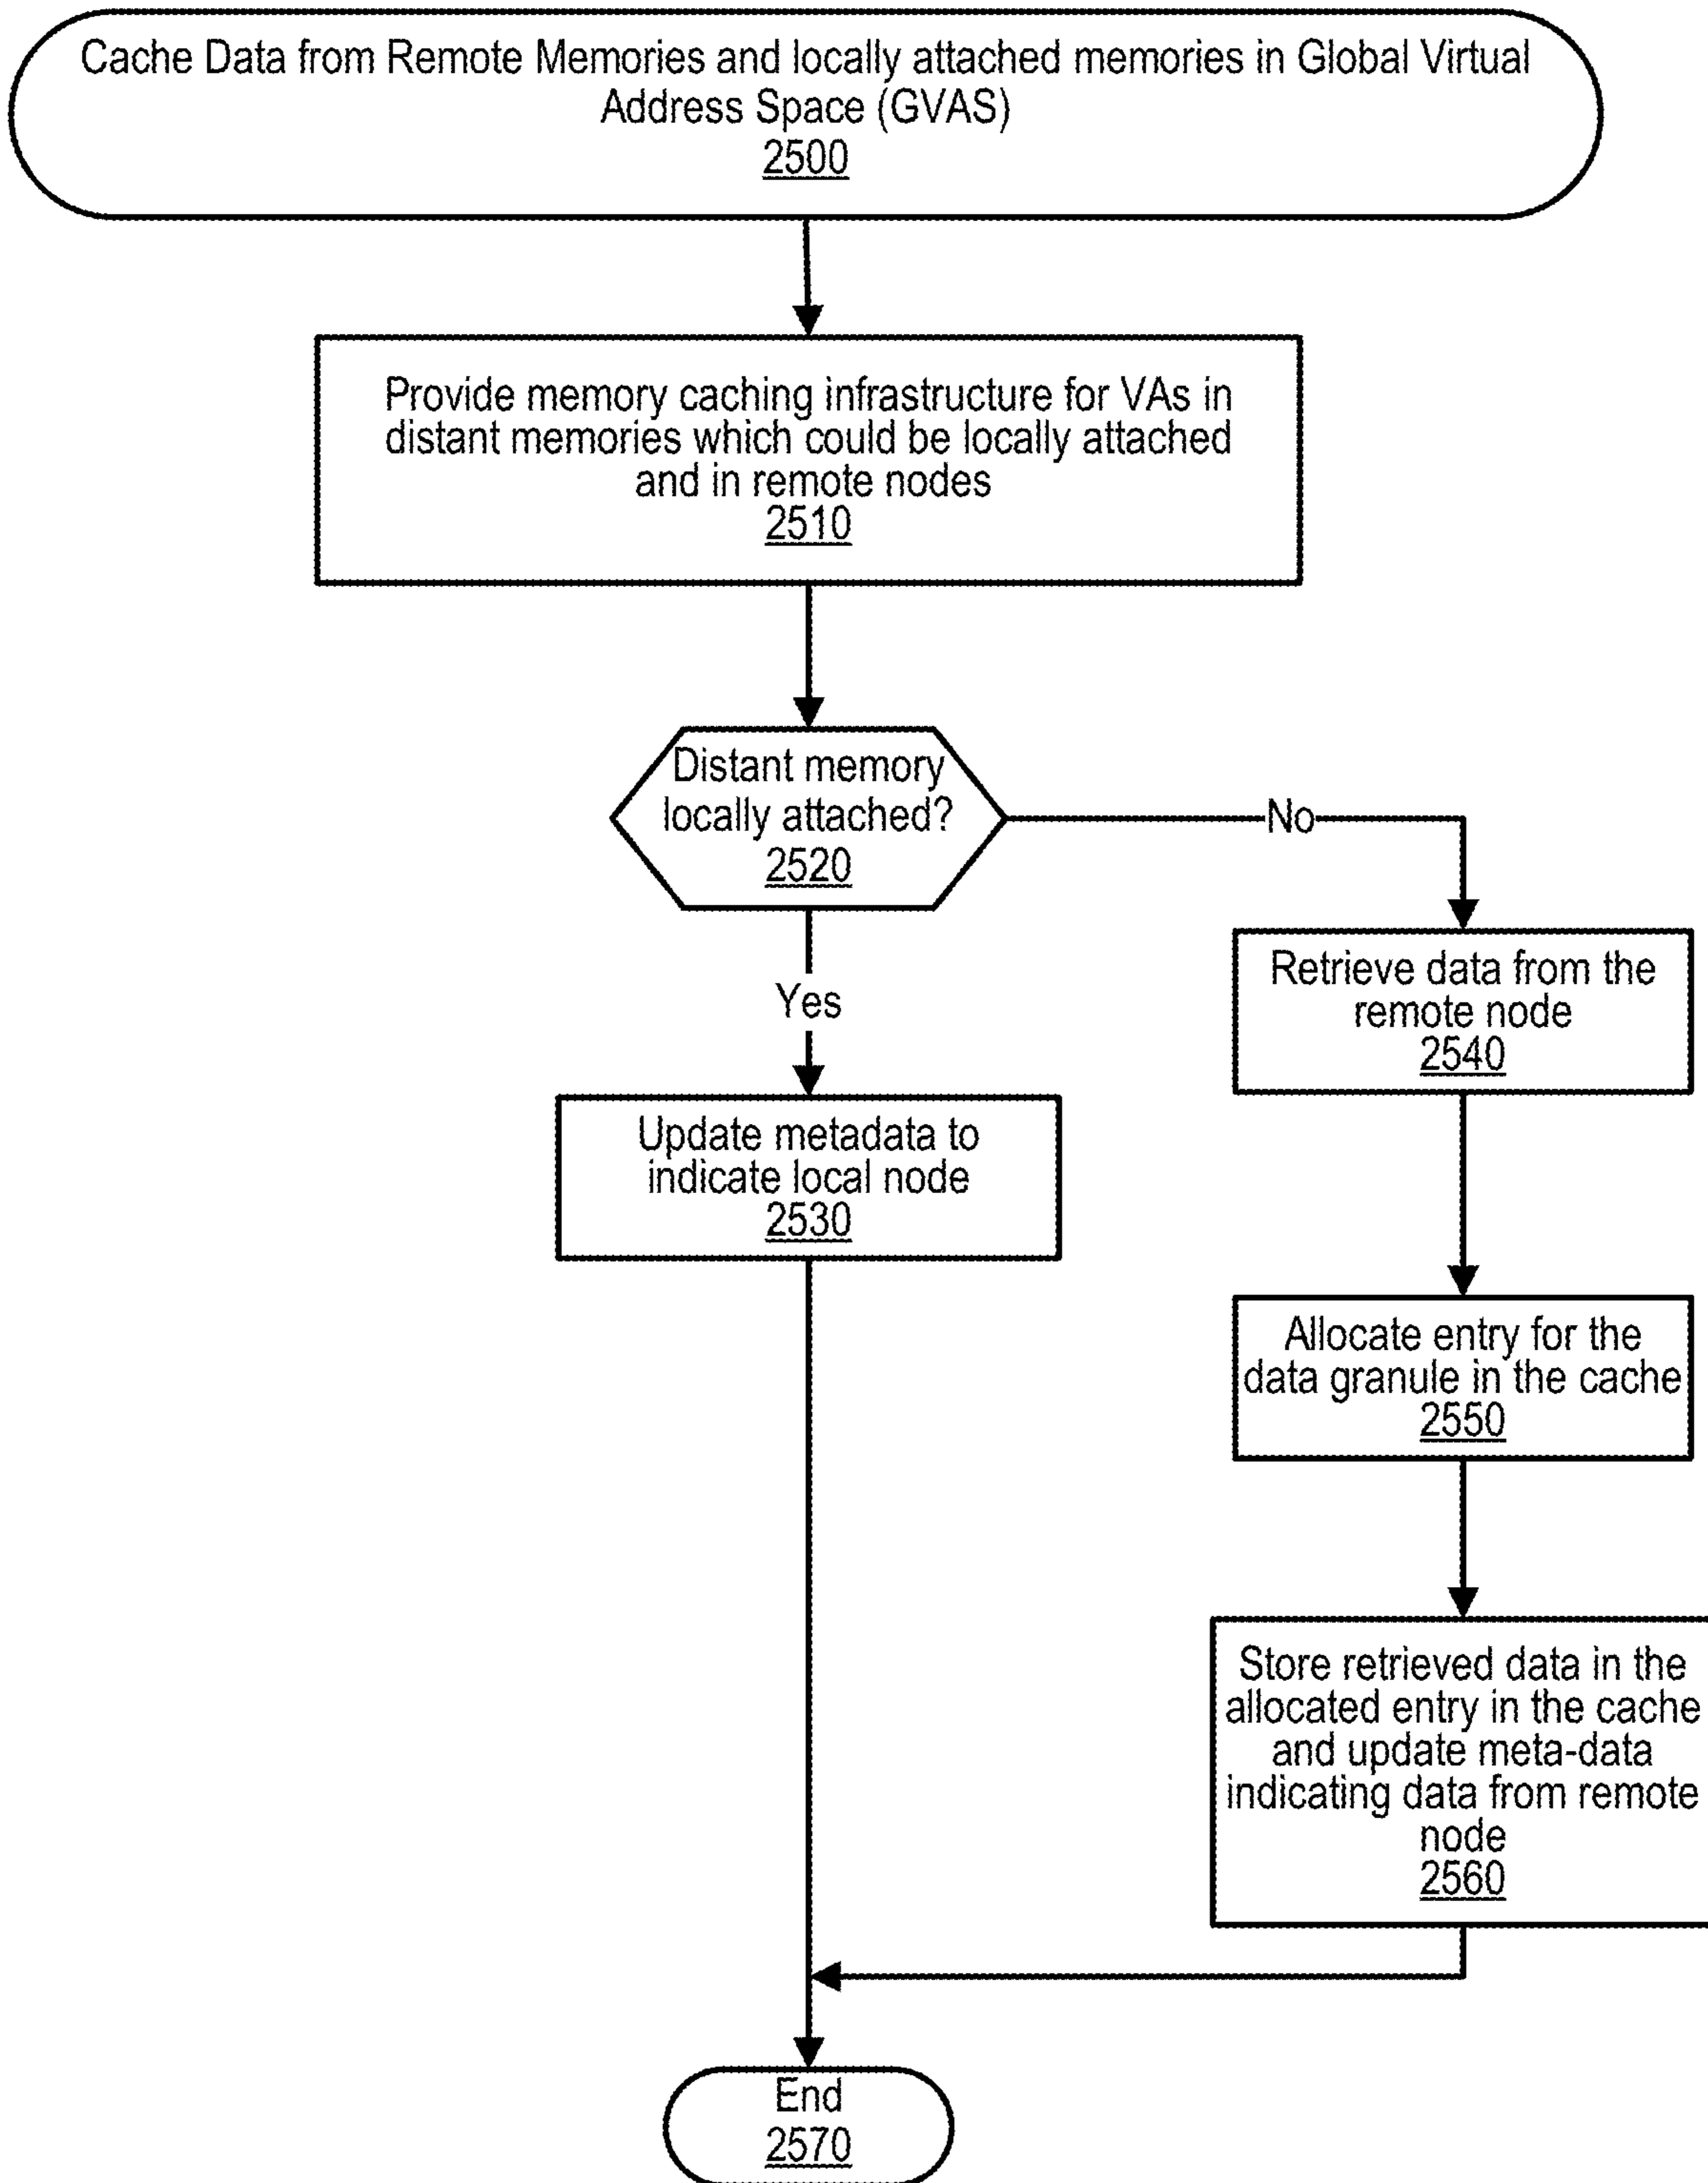 Cache Data from Remote Memories and locally attached memories in Global Virtual
Address Space (GVAS)
2500
Provide memory caching infrastructure for VAs in
distant memories which could be locally attached
and in remote nodes
2510
Distant memory
locally attached?
2520
No
Yes
Retrieve data from the
remote node
2540
Update metadata to
indicate local node
2530
Allocate entry for the
data granule in the cache
2550
Store retrieved data in the
allocated entry in the cache
and update meta-data
indicating data from remote
node
2560
End
2570